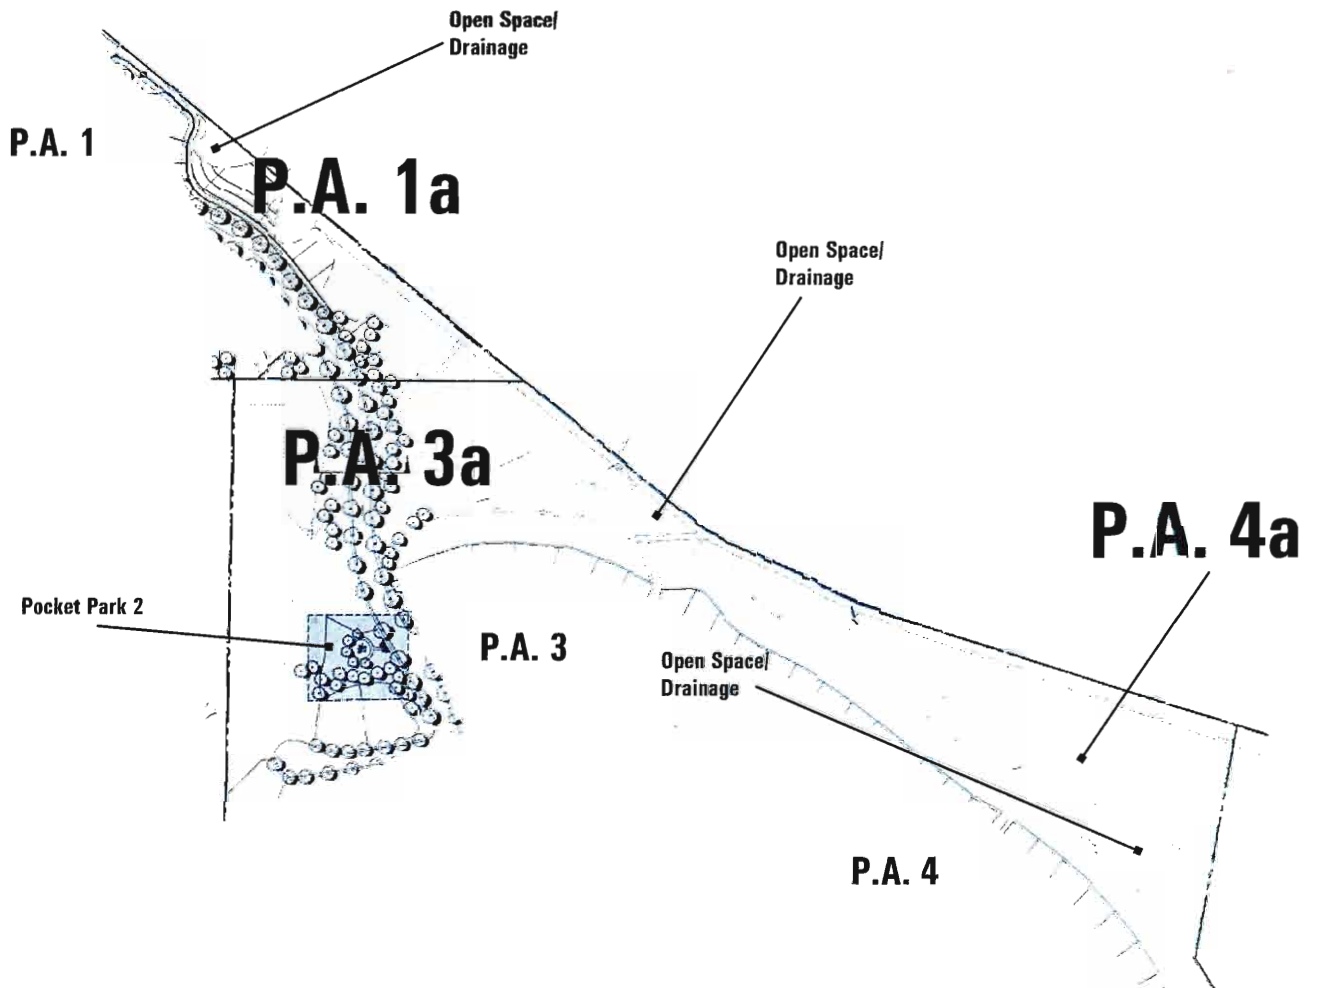 Open Space/
Drainage
P.A. 1
P.A. 1a
Open Space/
Drainage
P.A. 3a
P.A. 4a
Pocket Park 2
P.A. 3
Open Space/
Drainage
P.A. 4